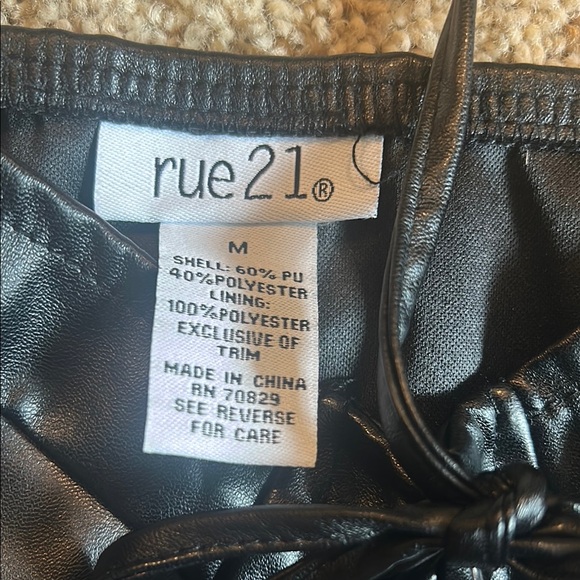 rue21®
M
SHELL: 60% PU
40%POLYESTER
LINING:
100%POLYESTER
EXCLUSIVE OF
TRIM
MADE IN CHINA
RN 70829
SEE REVERSE
FOR CARE